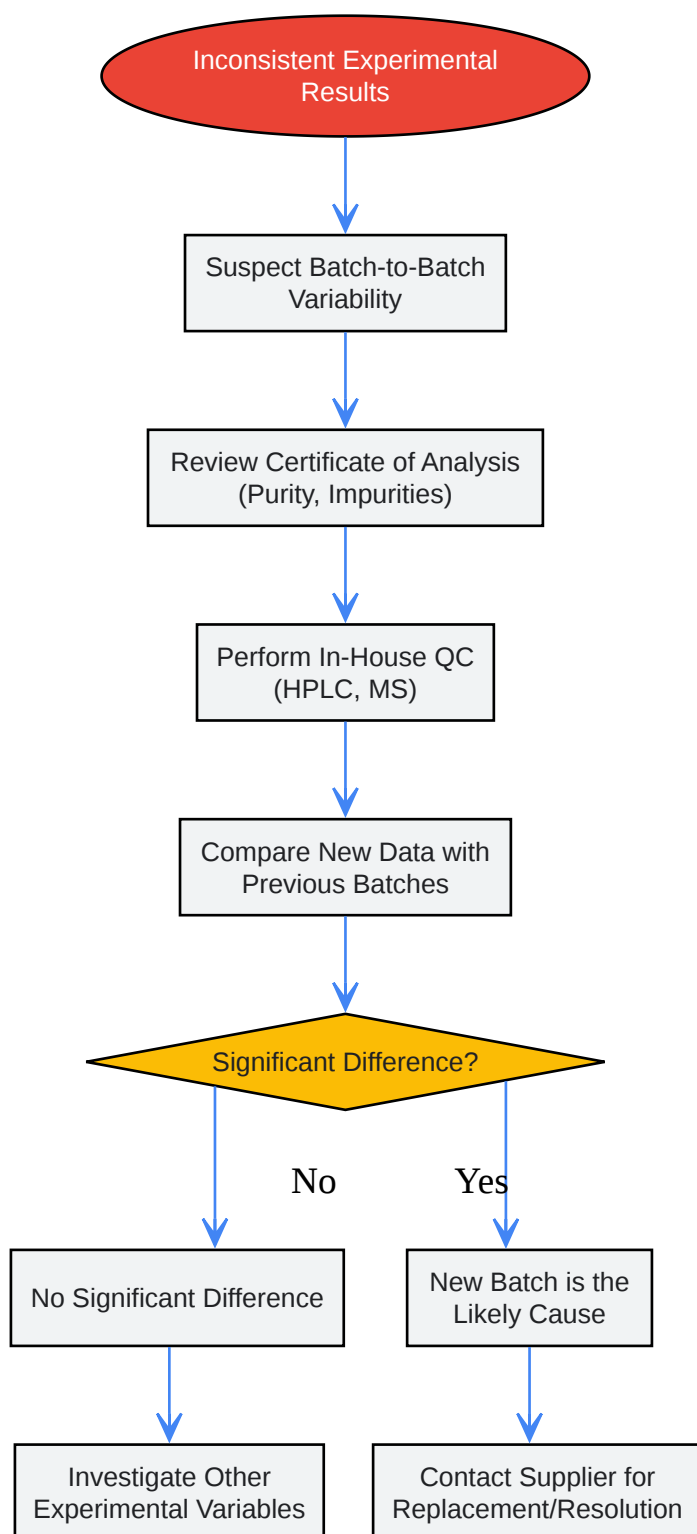 Inconsistent Experimental
Results
Suspect Batch-to-Batch
Variability
Review Certificate of Analysis
(Purity, Impurities)
Perform In-House QC
(HPLC, MS)
Compare New Data with
Previous Batches
Significant Difference?
No
Yes
No Significant Difference
New Batch is the
Likely Cause
Investigate Other
Experimental Variables
Contact Supplier for
Replacement/Resolution